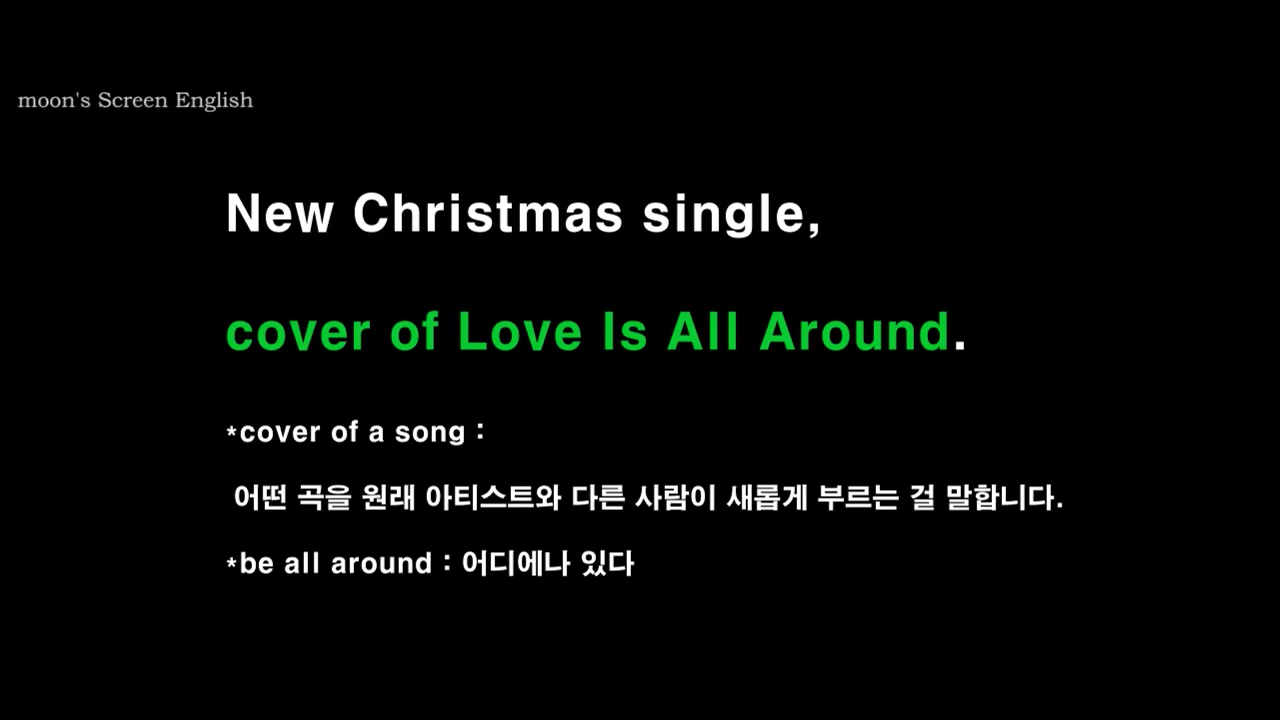 moon's Screen English
New Christmas single,
cover of Love Is All Around.
*cover of a song :
어떤 곡을 원래 아티스트와 다른 사람이 새롭게 부르는 걸 말합니다.
*be all around : 어디에나 있다